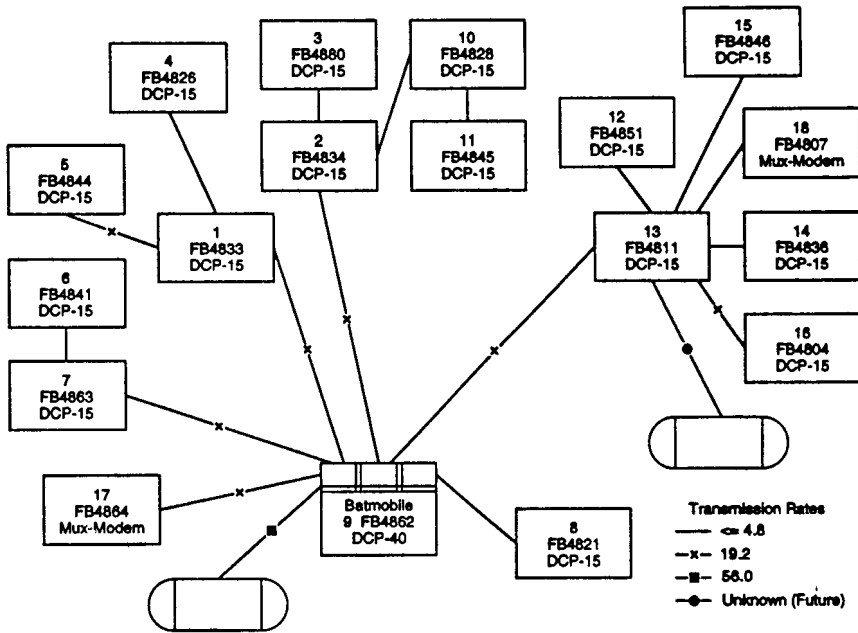 3
FB4880
DCP-15
10
FB4828
DCP-15
15
FB4846
DCP-15
4
FB4826
DCP-15
12
FB4851
DCP-15
18
FB4807
Mux-Modem
2
FB4834
DCP-15
11
FB4845
DCP-15
5
FB4844
DCP-15
1
FB4833
DCP-15
13
FB4811
DCP-15
14
FB4836
DCP-15
6
FB4841
DCP-15
16
FB4804
DCP-15
7
FB4863
DCP-15
17
FB4864
Mux-Modem
Batmobile
9 FB4862
DCP-40
8
FB4821
DCP-15
Transmission Rates
<= 4.8
19.2
56.0
Unknown (Future)